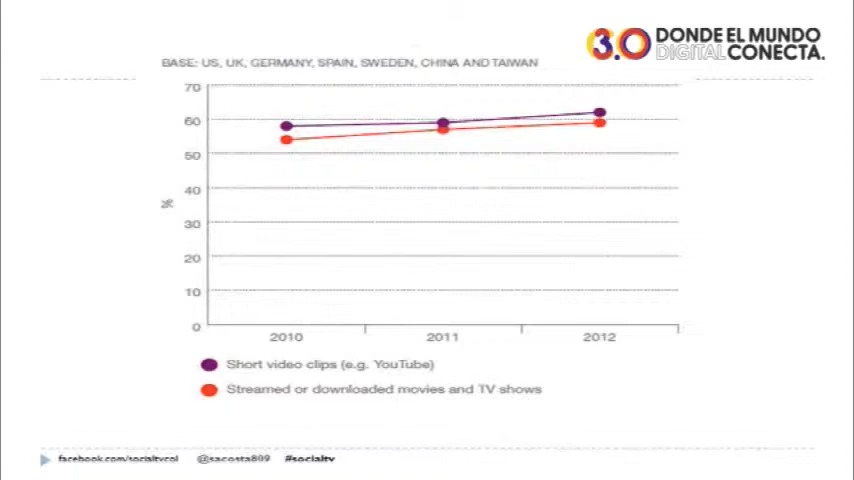 3.0 DONDE EL MUNDO
DIGITAL CONECTA.
BASE: US, UK, GERMANY, SPAIN, SWEDEN, CHINA AND TAIWAN
70
60
50
40
%
30
20
10
0
2010 2011 2012
Short video clips (e.g. YouTube)
Streamed or downloaded movies and TV shows
facebook.com/socialtvcol @sacosta809 #socialtv